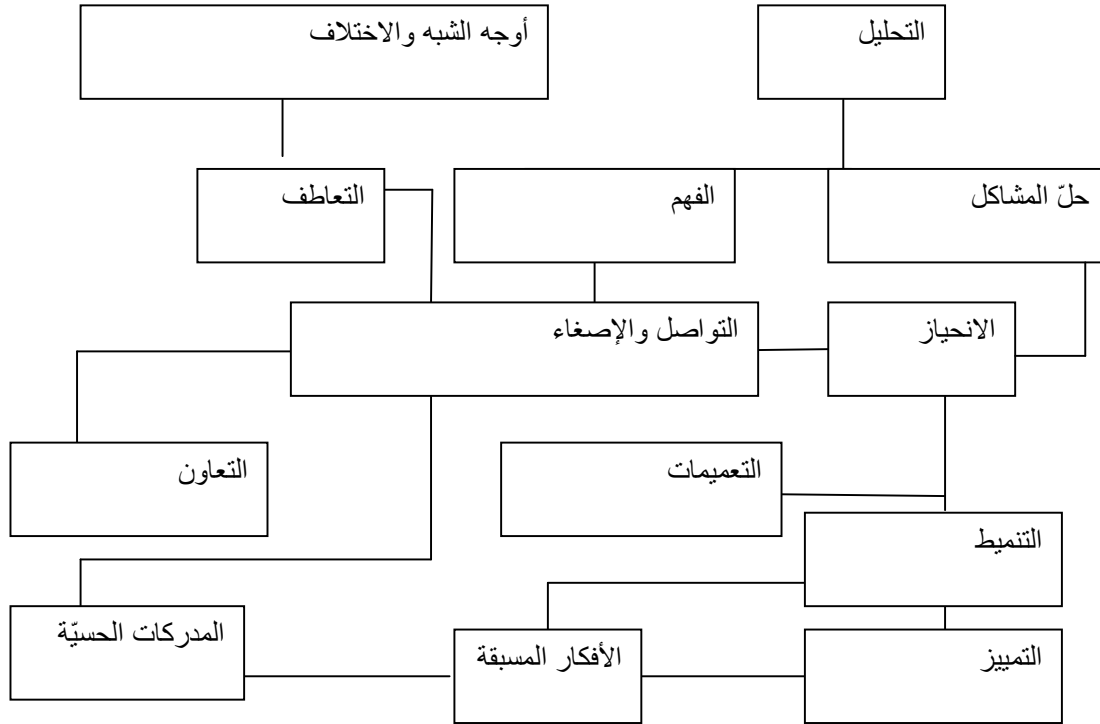 التحليل
أوجه الشبه والاختلاف
حلّ المشاكل
الفهم
التعاطف
الانحياز
التواصل والإصغاء
التعميمات
التعاون
التنميط
التمييز
الأفكار المسبقة
المدركات الحسيّة